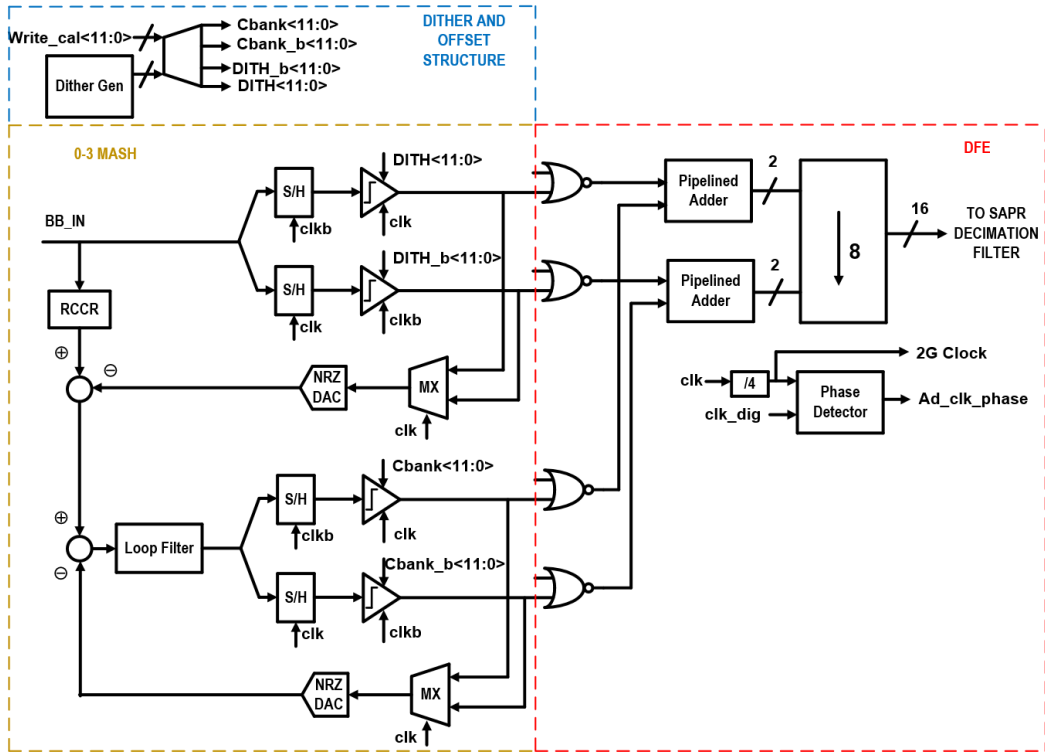 Write_cal<11:0>
Dither Gen
Cbank<11:0>
Cbank_b<11:0>
DITH_b<11:0>
DITH<11:0>
DITHER AND
OFFSET
STRUCTURE
0-3 MASH
DFE
BB_IN
S/H
clkb
DITH<11:0>
clk
S/H
clk
DITH_b<11:0>
clkb
RCCR
⊕
⊖
NRZ
DAC
MX
clk
Pipelined
Adder
2
Pipelined
Adder
2
8
16
TO SAPR
DECIMATION
FILTER
clk
/4
2G Clock
clk_dig
Phase
Detector
Ad_clk_phase
⊕
⊖
Loop Filter
S/H
clkb
Cbank<11:0>
clk
S/H
clk
Cbank_b<11:0>
clkb
NRZ
DAC
MX
clk